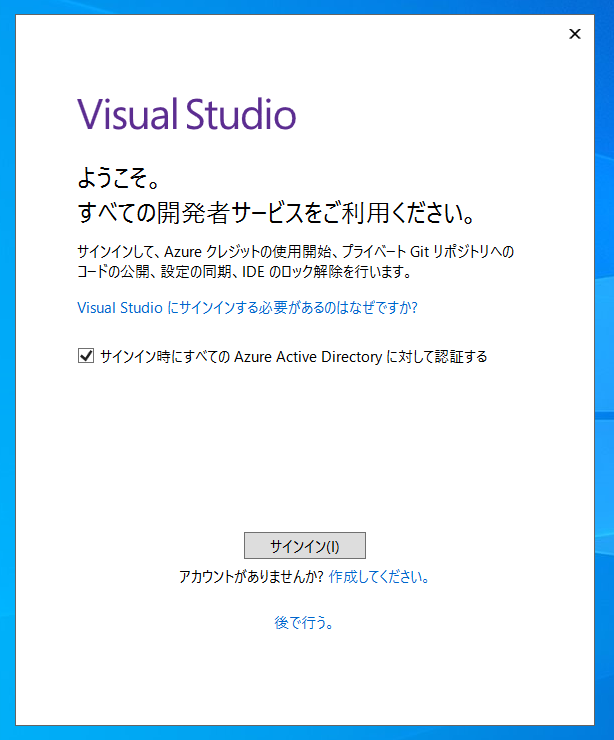 Visual Studio
ようこそ。
すべての開発者サービスをご利用ください。
サインインして、Azure クレジットの使用開始、プライベート Git リポジトリへの
コードの公開、設定の同期、IDE のロック解除を行います。
Visual Studio にサインインする必要があるのはなぜですか?
サインイン時にすべての Azure Active Directory に対して認証する
サインイン(I)
アカウントがありませんか? 作成してください。
後で行う。